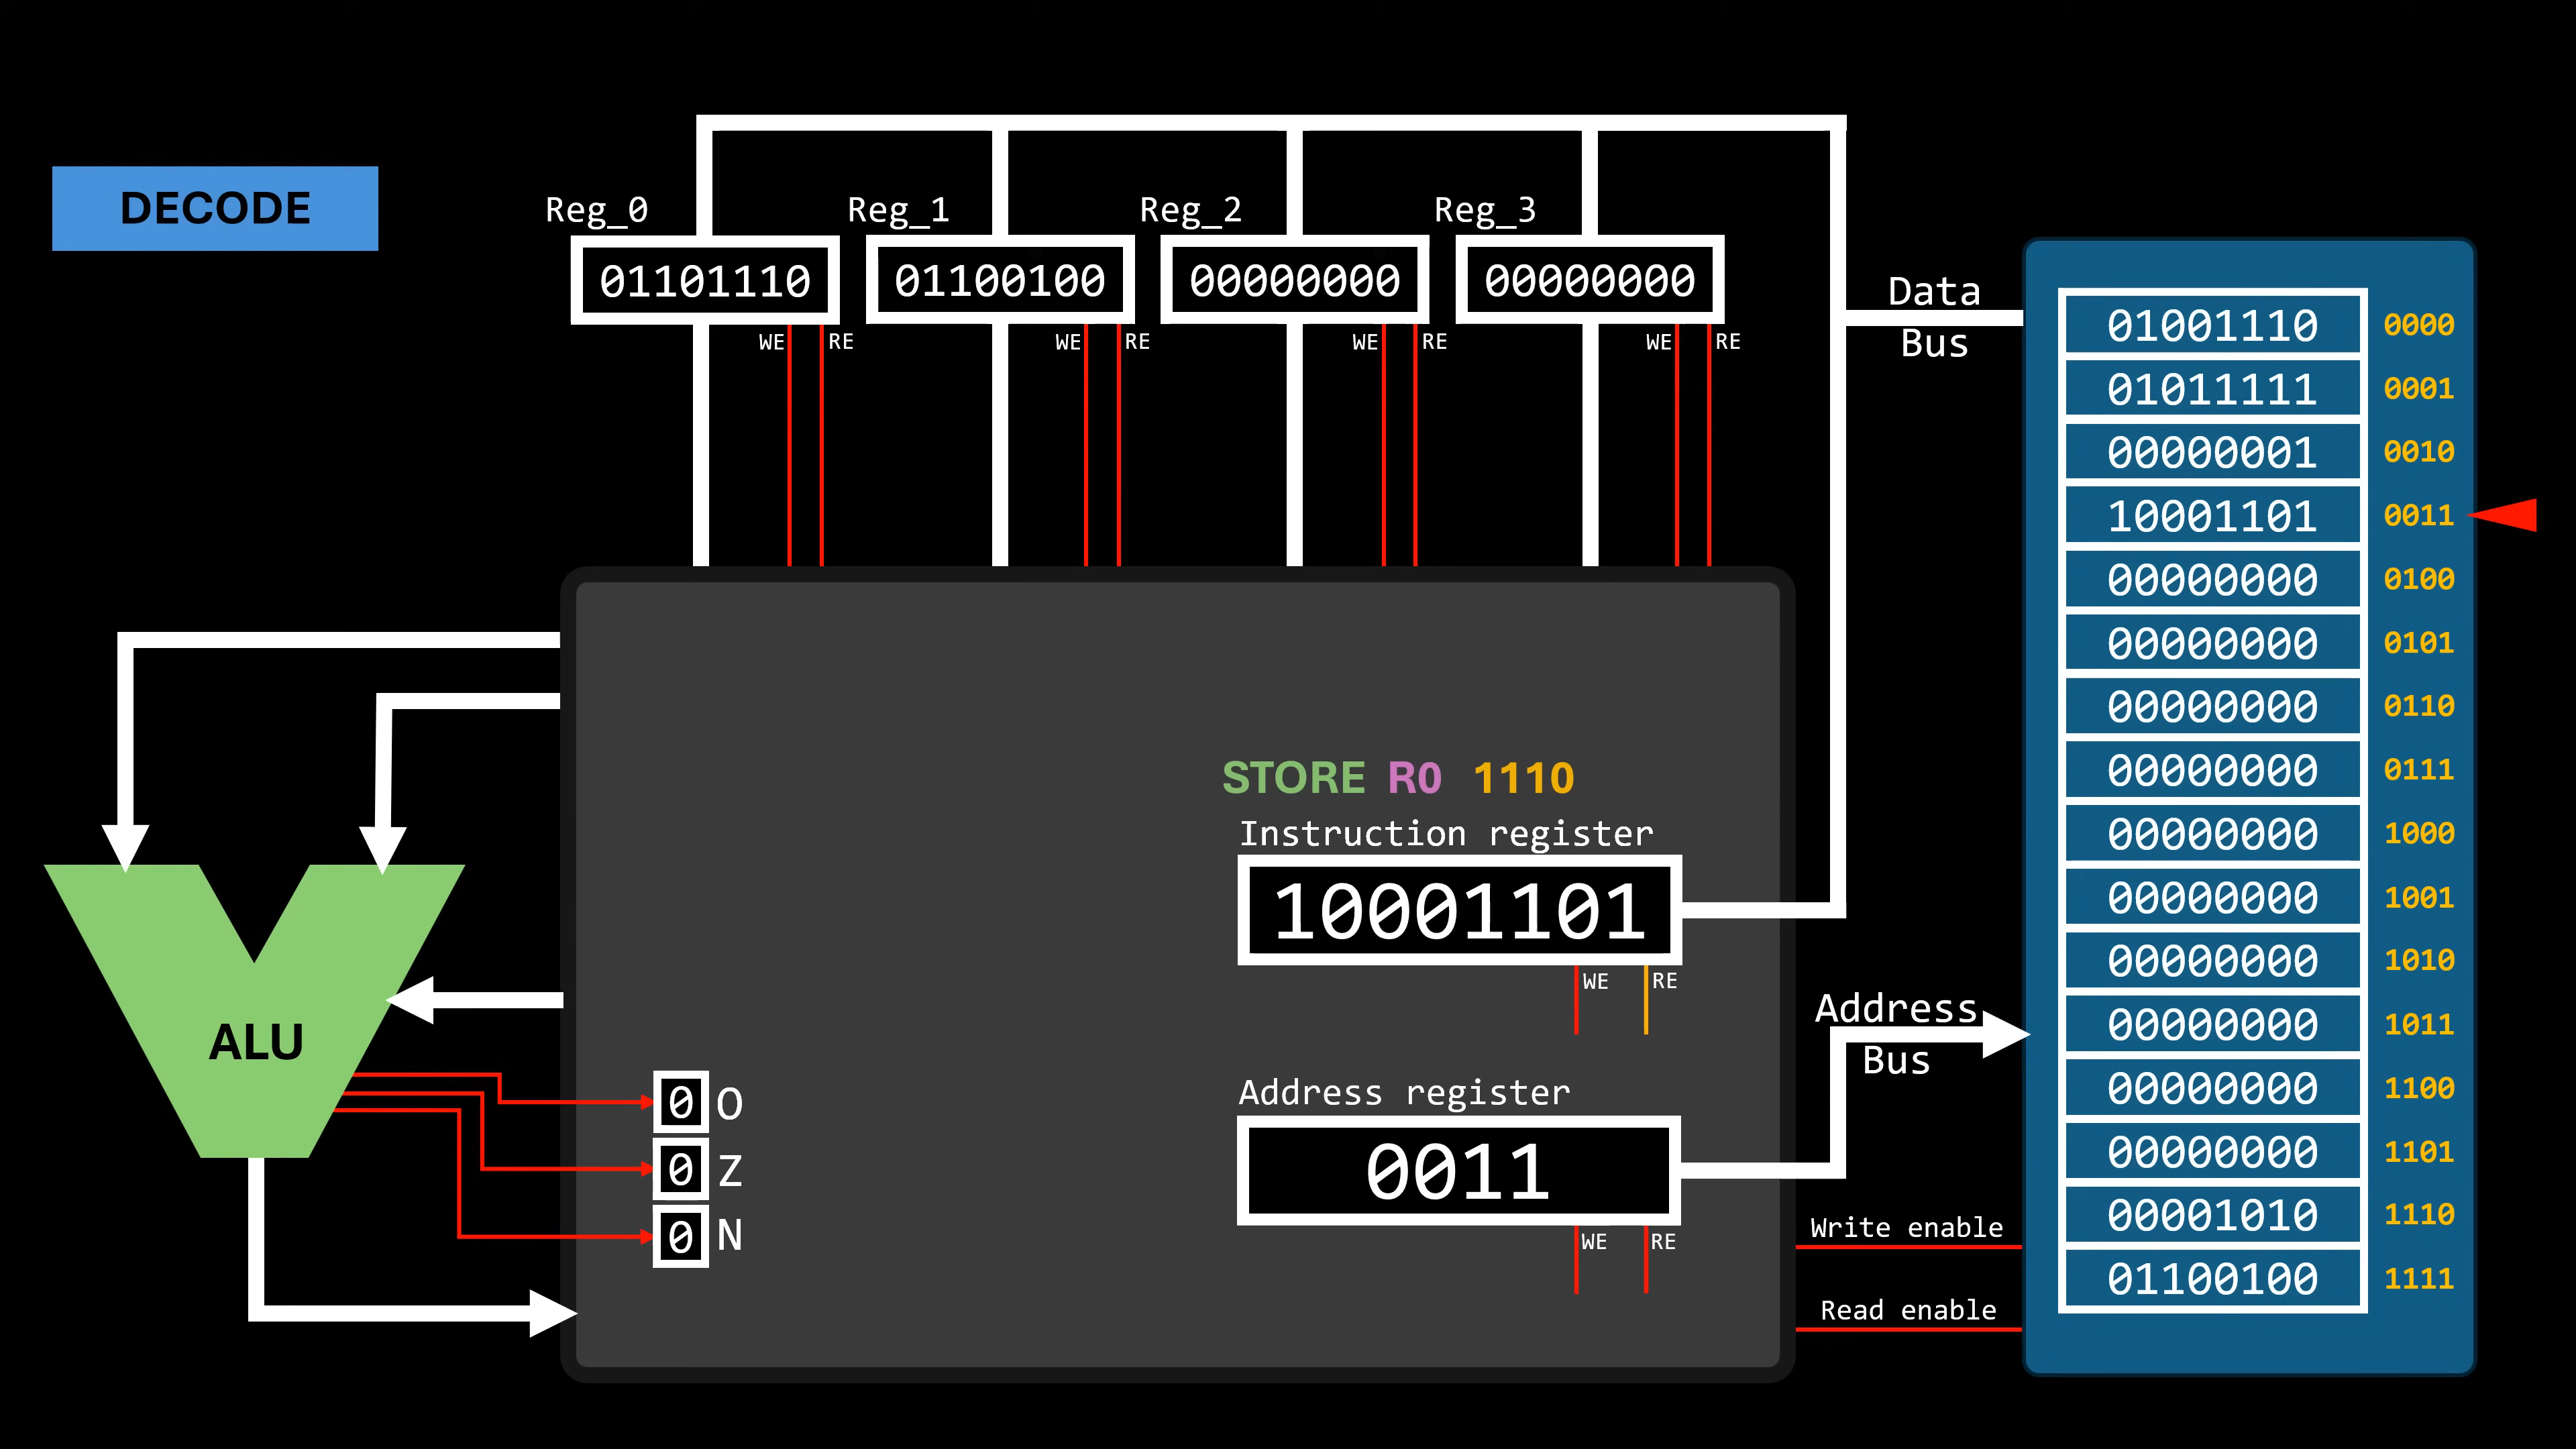 DECODE
Reg_0
Reg_1
Reg_2
Reg_3
01101110
01100100
00000000
00000000
WE RE
WE RE
WE RE
WE RE
Data
Bus
STORE R0 1110
Instruction register
10001101
WE RE
Address register
0011
WE RE
Address
Bus
Write enable
Read enable
ALU
0 O
0 Z
0 N
01001110 0000
01011111 0001
00000001 0010
10001101 0011
00000000 0100
00000000 0101
00000000 0110
00000000 0111
00000000 1000
00000000 1001
00000000 1010
00000000 1011
00000000 1100
00000000 1101
00001010 1110
01100100 1111